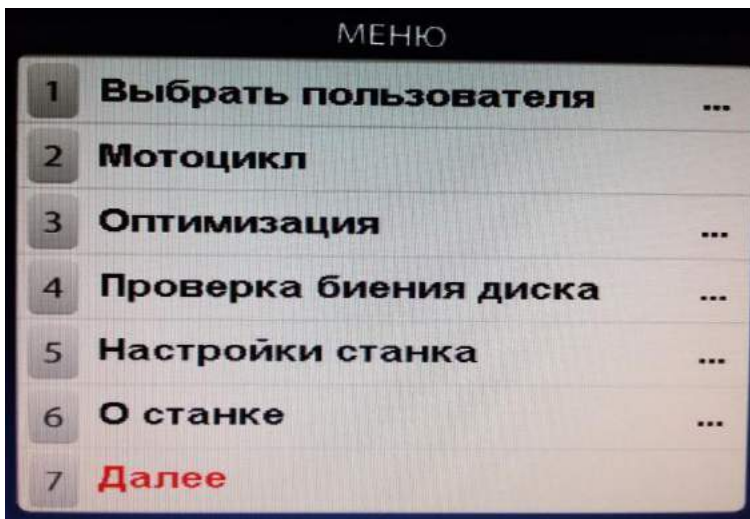 МЕНЮ
1 Выбрать пользователя ...
2 Мотоцикл
3 Оптимизация ...
4 Проверка биения диска ...
5 Настройки станка ...
6 О станке ...
7 Далее